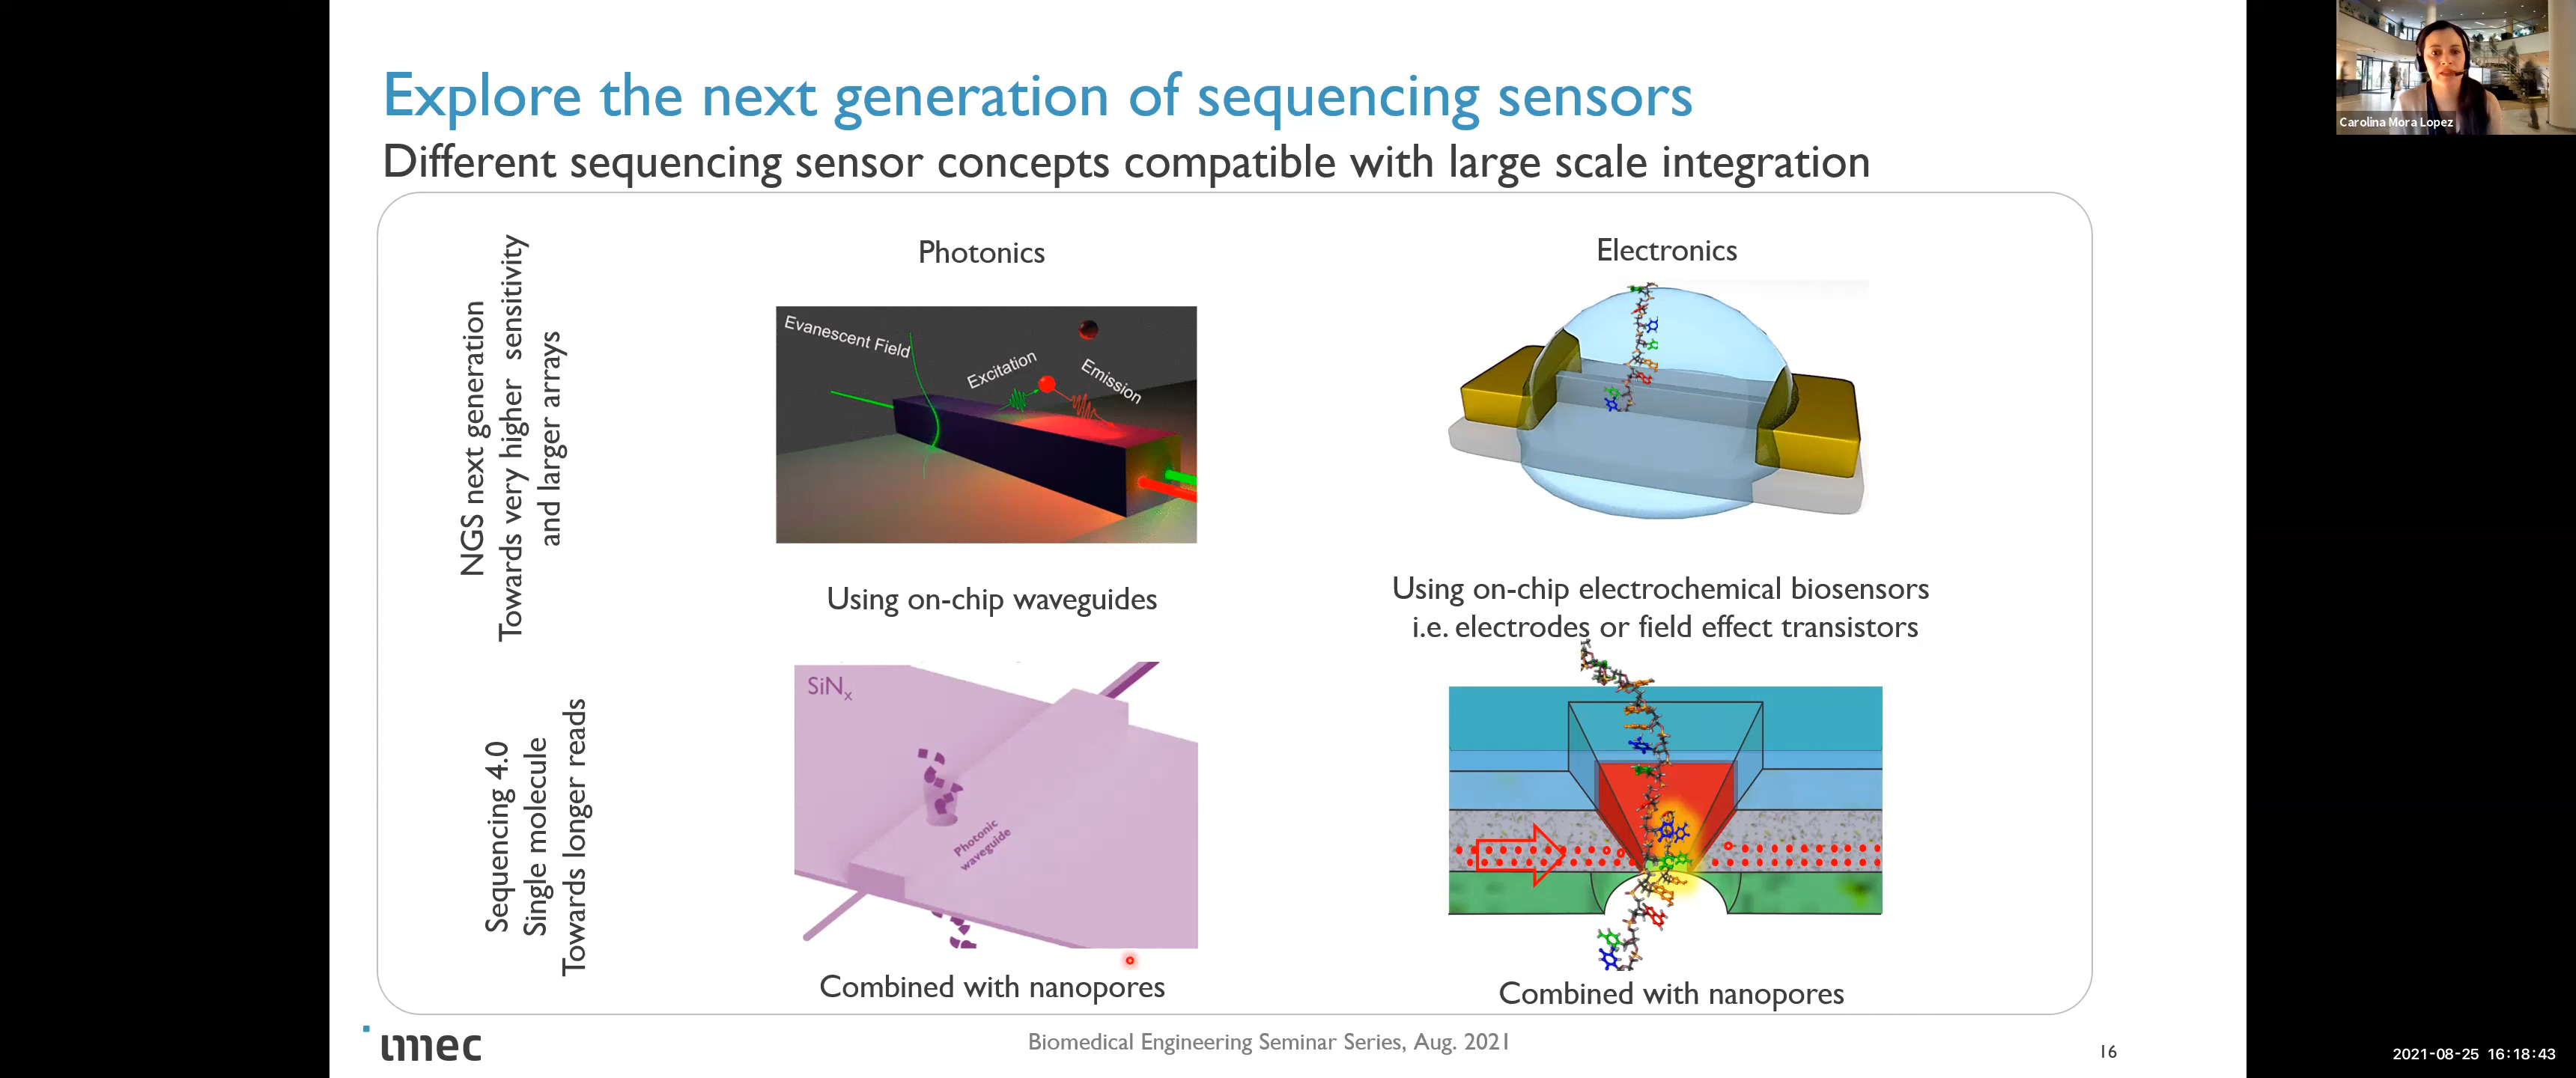 Explore the next generation of sequencing sensors
Different sequencing sensor concepts compatible with large scale integration
Carolina Mora Lopez
NGS next generation
Towards very higher sensitivity
and larger arrays
Photonics
Evanescent Field
Excitation
Emission
Using on-chip waveguides
Electronics
Using on-chip electrochemical biosensors
i.e. electrodes or field effect transistors
Sequencing 4.0
Single molecule
Towards longer reads
SiNx
Photonic
waveguide
Combined with nanopores
Combined with nanopores
imec
Biomedical Engineering Seminar Series, Aug. 2021
16
2021-08-25 16:18:43